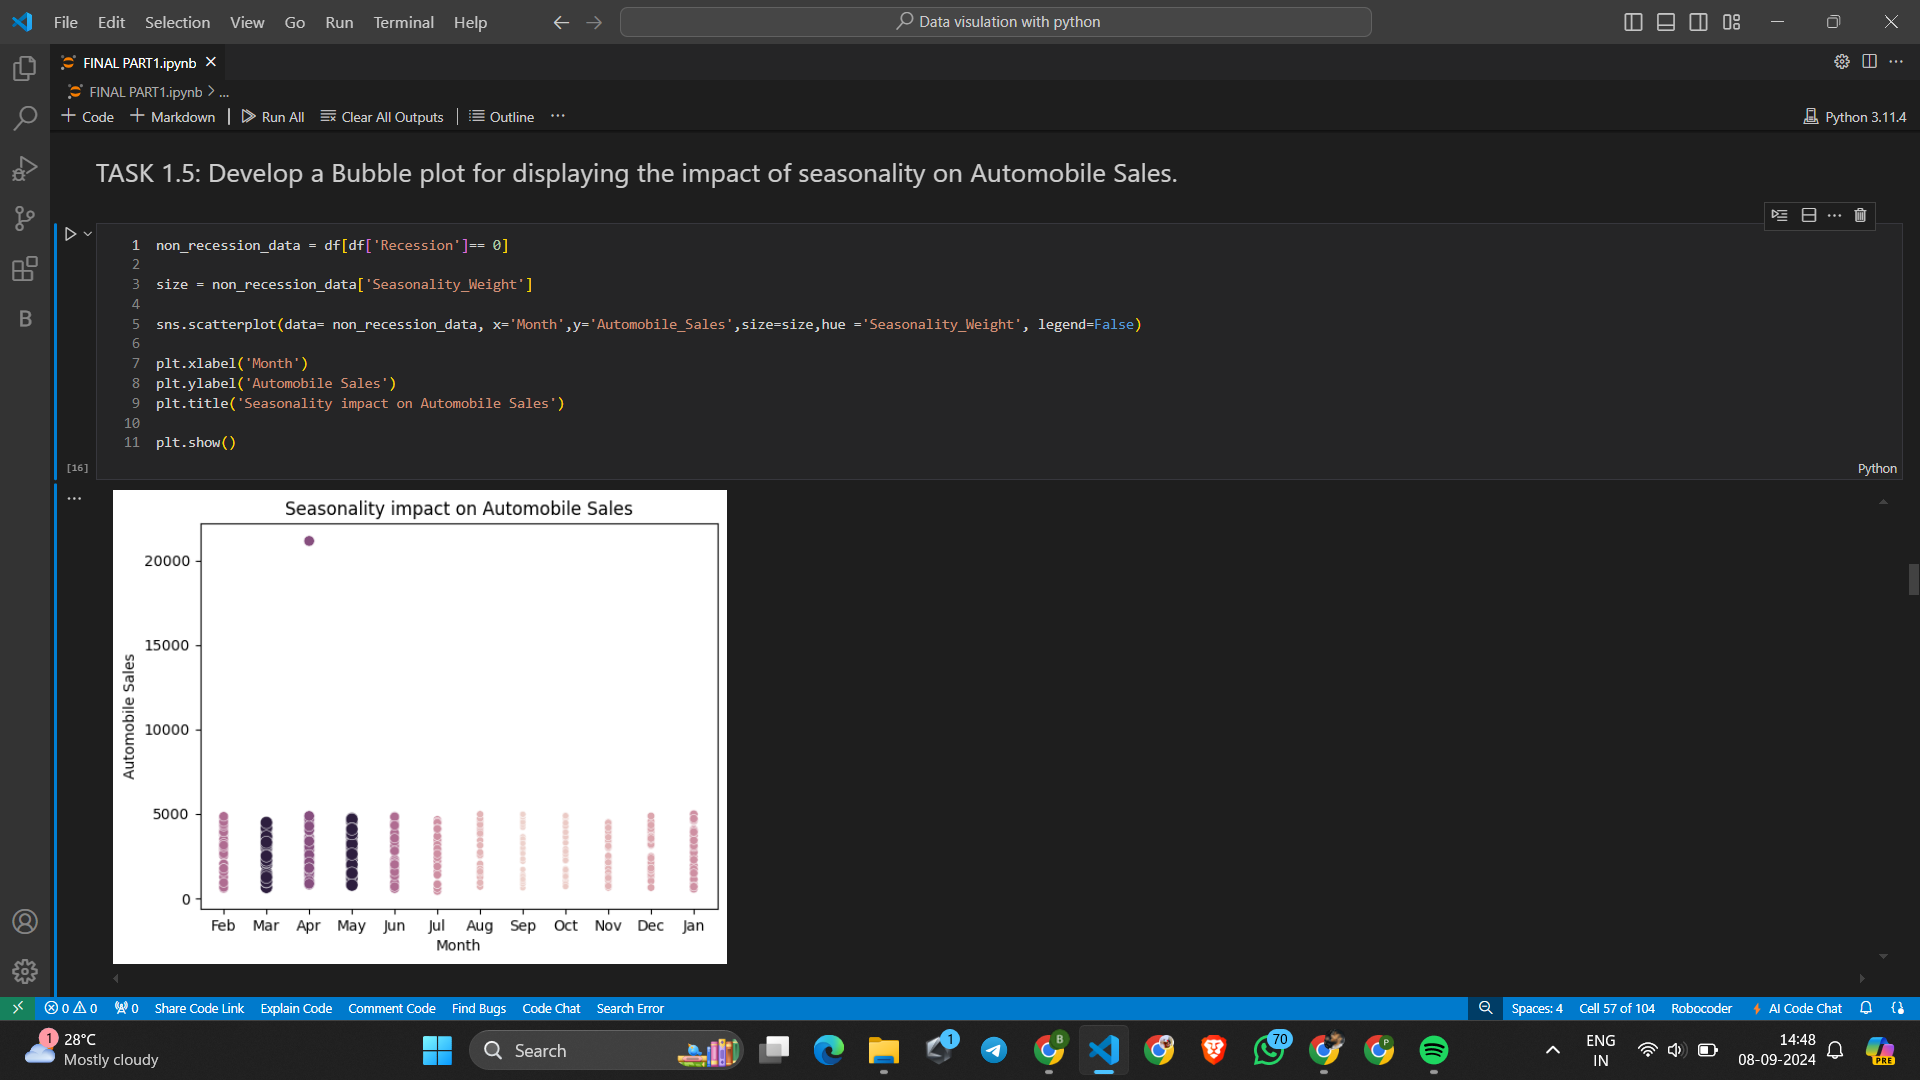 File Edit Selection View Go Run Terminal Help
Data visulation with python
FINAL PART1.ipynb
FINAL PART1.ipynb > ...
+ Code + Markdown | Run All Clear All Outputs | Outline ...
Python 3.11.4
TASK 1.5: Develop a Bubble plot for displaying the impact of seasonality on Automobile Sales.
1 non_recession_data = df[df['Recession']== 0]
2
3 size = non_recession_data['Seasonality_Weight']
4
5 sns.scatterplot(data= non_recession_data, x='Month',y='Automobile_Sales',size=size,hue ='Seasonality_Weight', legend=False)
6
7 plt.xlabel('Month')
8 plt.ylabel('Automobile Sales')
9 plt.title('Seasonality impact on Automobile Sales')
10
11 plt.show()
[16]
Python
Seasonality impact on Automobile Sales
20000
15000
10000
5000
0
Automobile Sales
Feb Mar Apr May Jun Jul Aug Sep Oct Nov Dec Jan
Month
B
0 0 0 Share Code Link Explain Code Comment Code Find Bugs Code Chat Search Error
Spaces: 4 Cell 57 of 104 Robocoder AI Code Chat
1
28°C
Mostly cloudy
Search
1
B
70
P
ENG
IN
14:48
08-09-2024
PRE